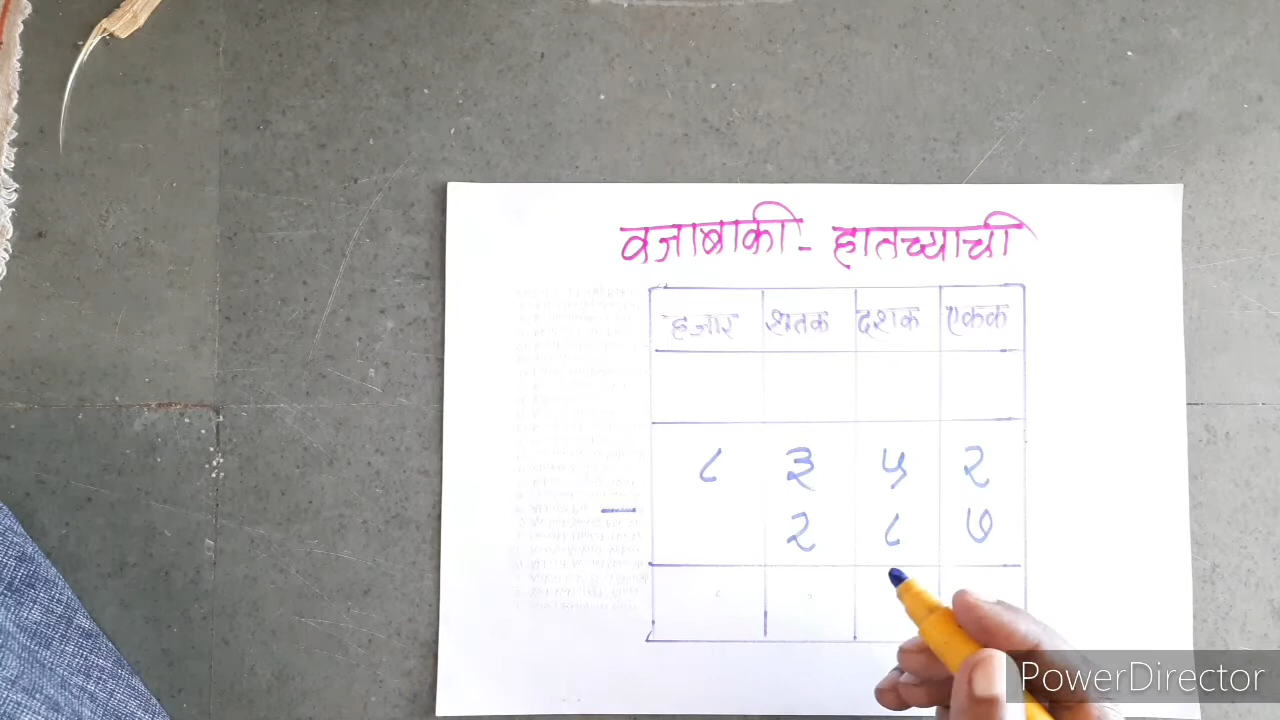 वजाबाकी - हातच्याची
हजार शतक दशक एकक
८ ३ ५ २
— २ ८ ७
PowerDirector